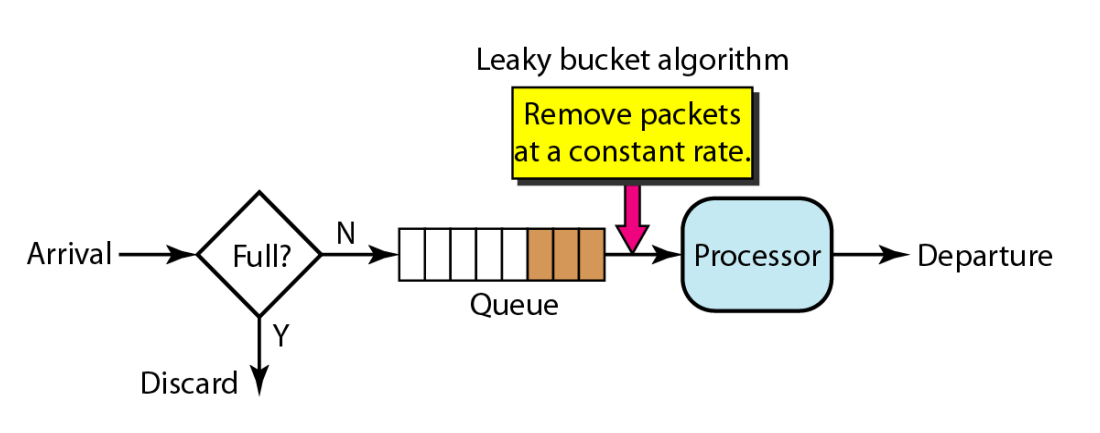 Leaky bucket algorithm
Remove packets
at a constant rate.
Arrival
Full?
N
Queue
Processor
Departure
Y
Discard